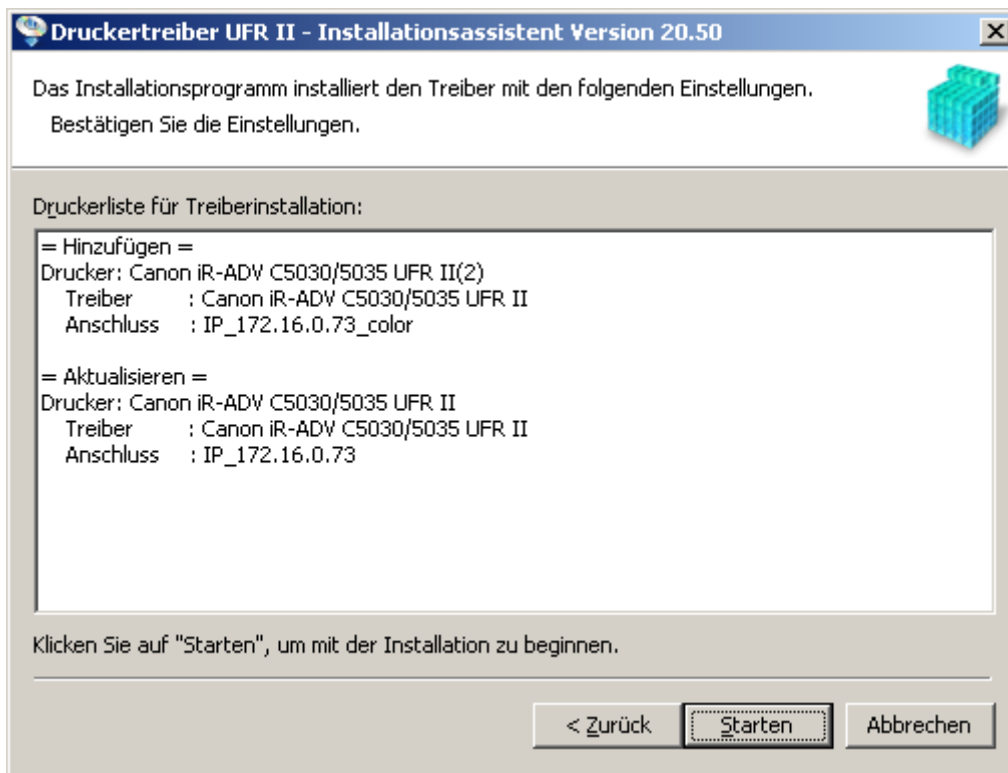 Druckertreiber UFR II - Installationsassistent Version 20.50
Das Installationsprogramm installiert den Treiber mit den folgenden Einstellungen.
Bestätigen Sie die Einstellungen.
Druckerliste für Treiberinstallation:
= Hinzufügen =
Drucker: Canon iR-ADV C5030/5035 UFR II(2)
Treiber : Canon iR-ADV C5030/5035 UFR II
Anschluss : IP_172.16.0.73_color
= Aktualisieren =
Drucker: Canon iR-ADV C5030/5035 UFR II
Treiber : Canon iR-ADV C5030/5035 UFR II
Anschluss : IP_172.16.0.73
Klicken Sie auf "Starten", um mit der Installation zu beginnen.
< Zurück Starten Abbrechen